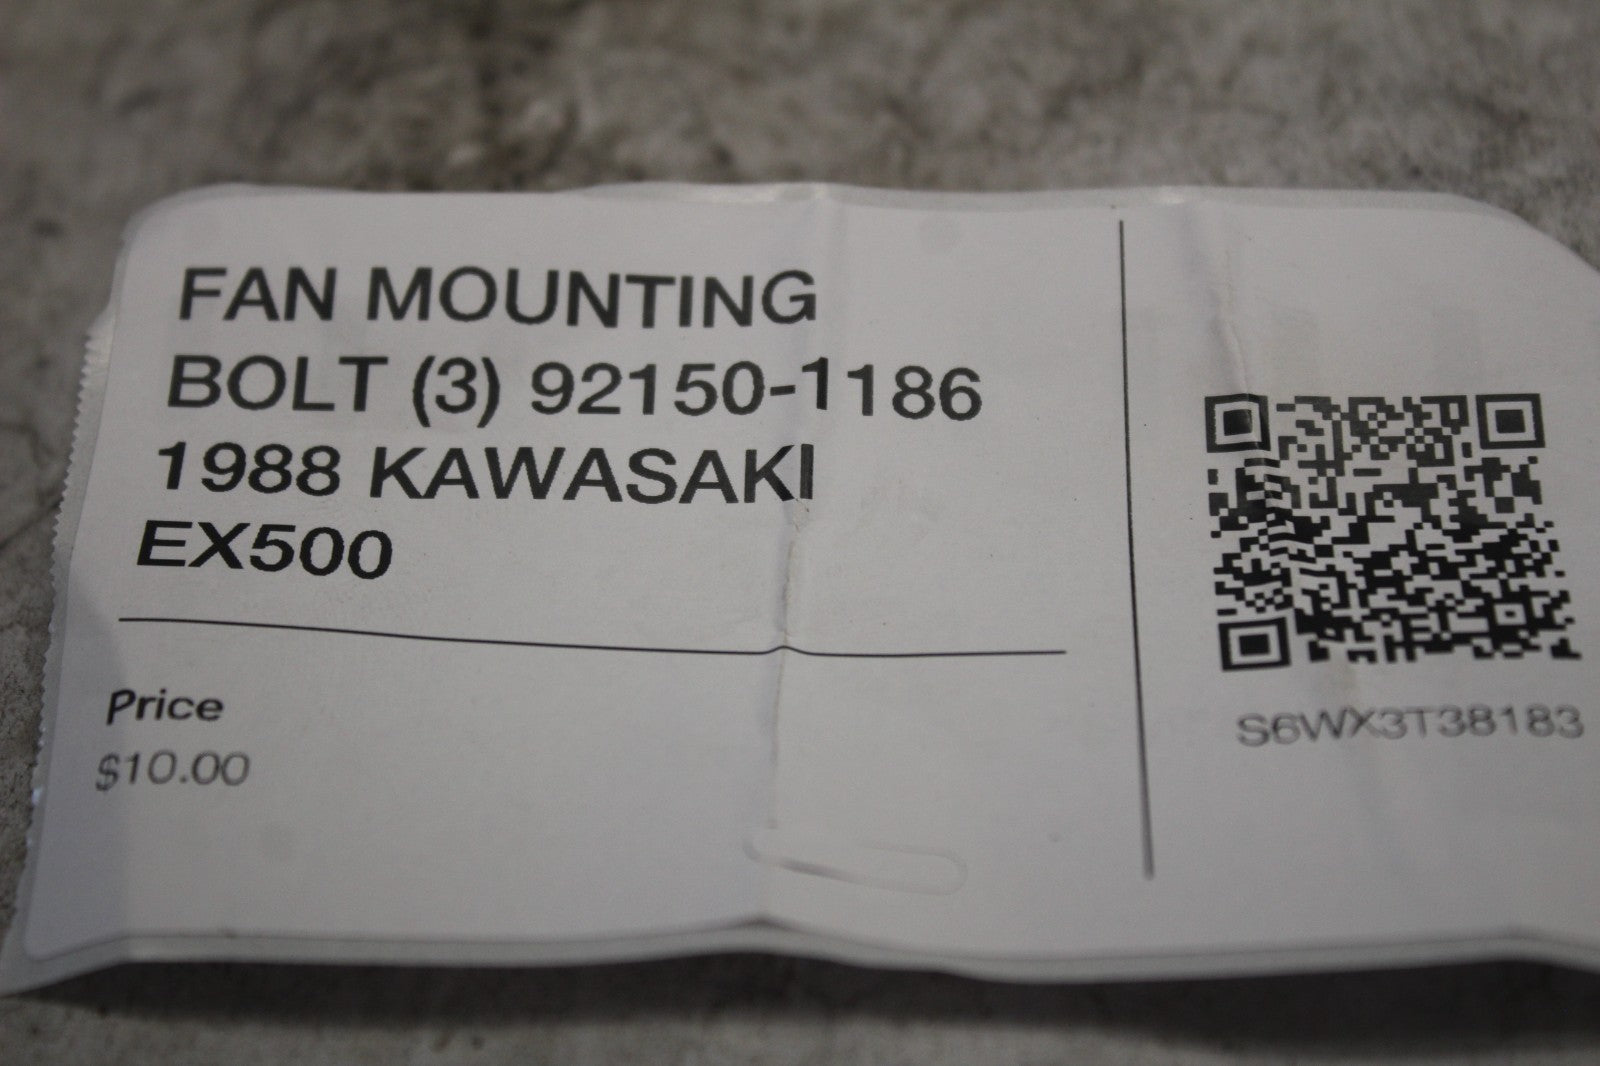 FAN MOUNTING
BOLT (3) 92150-1186
1988 KAWASAKI
EX500
Price
$10.00
S6WX3T38183